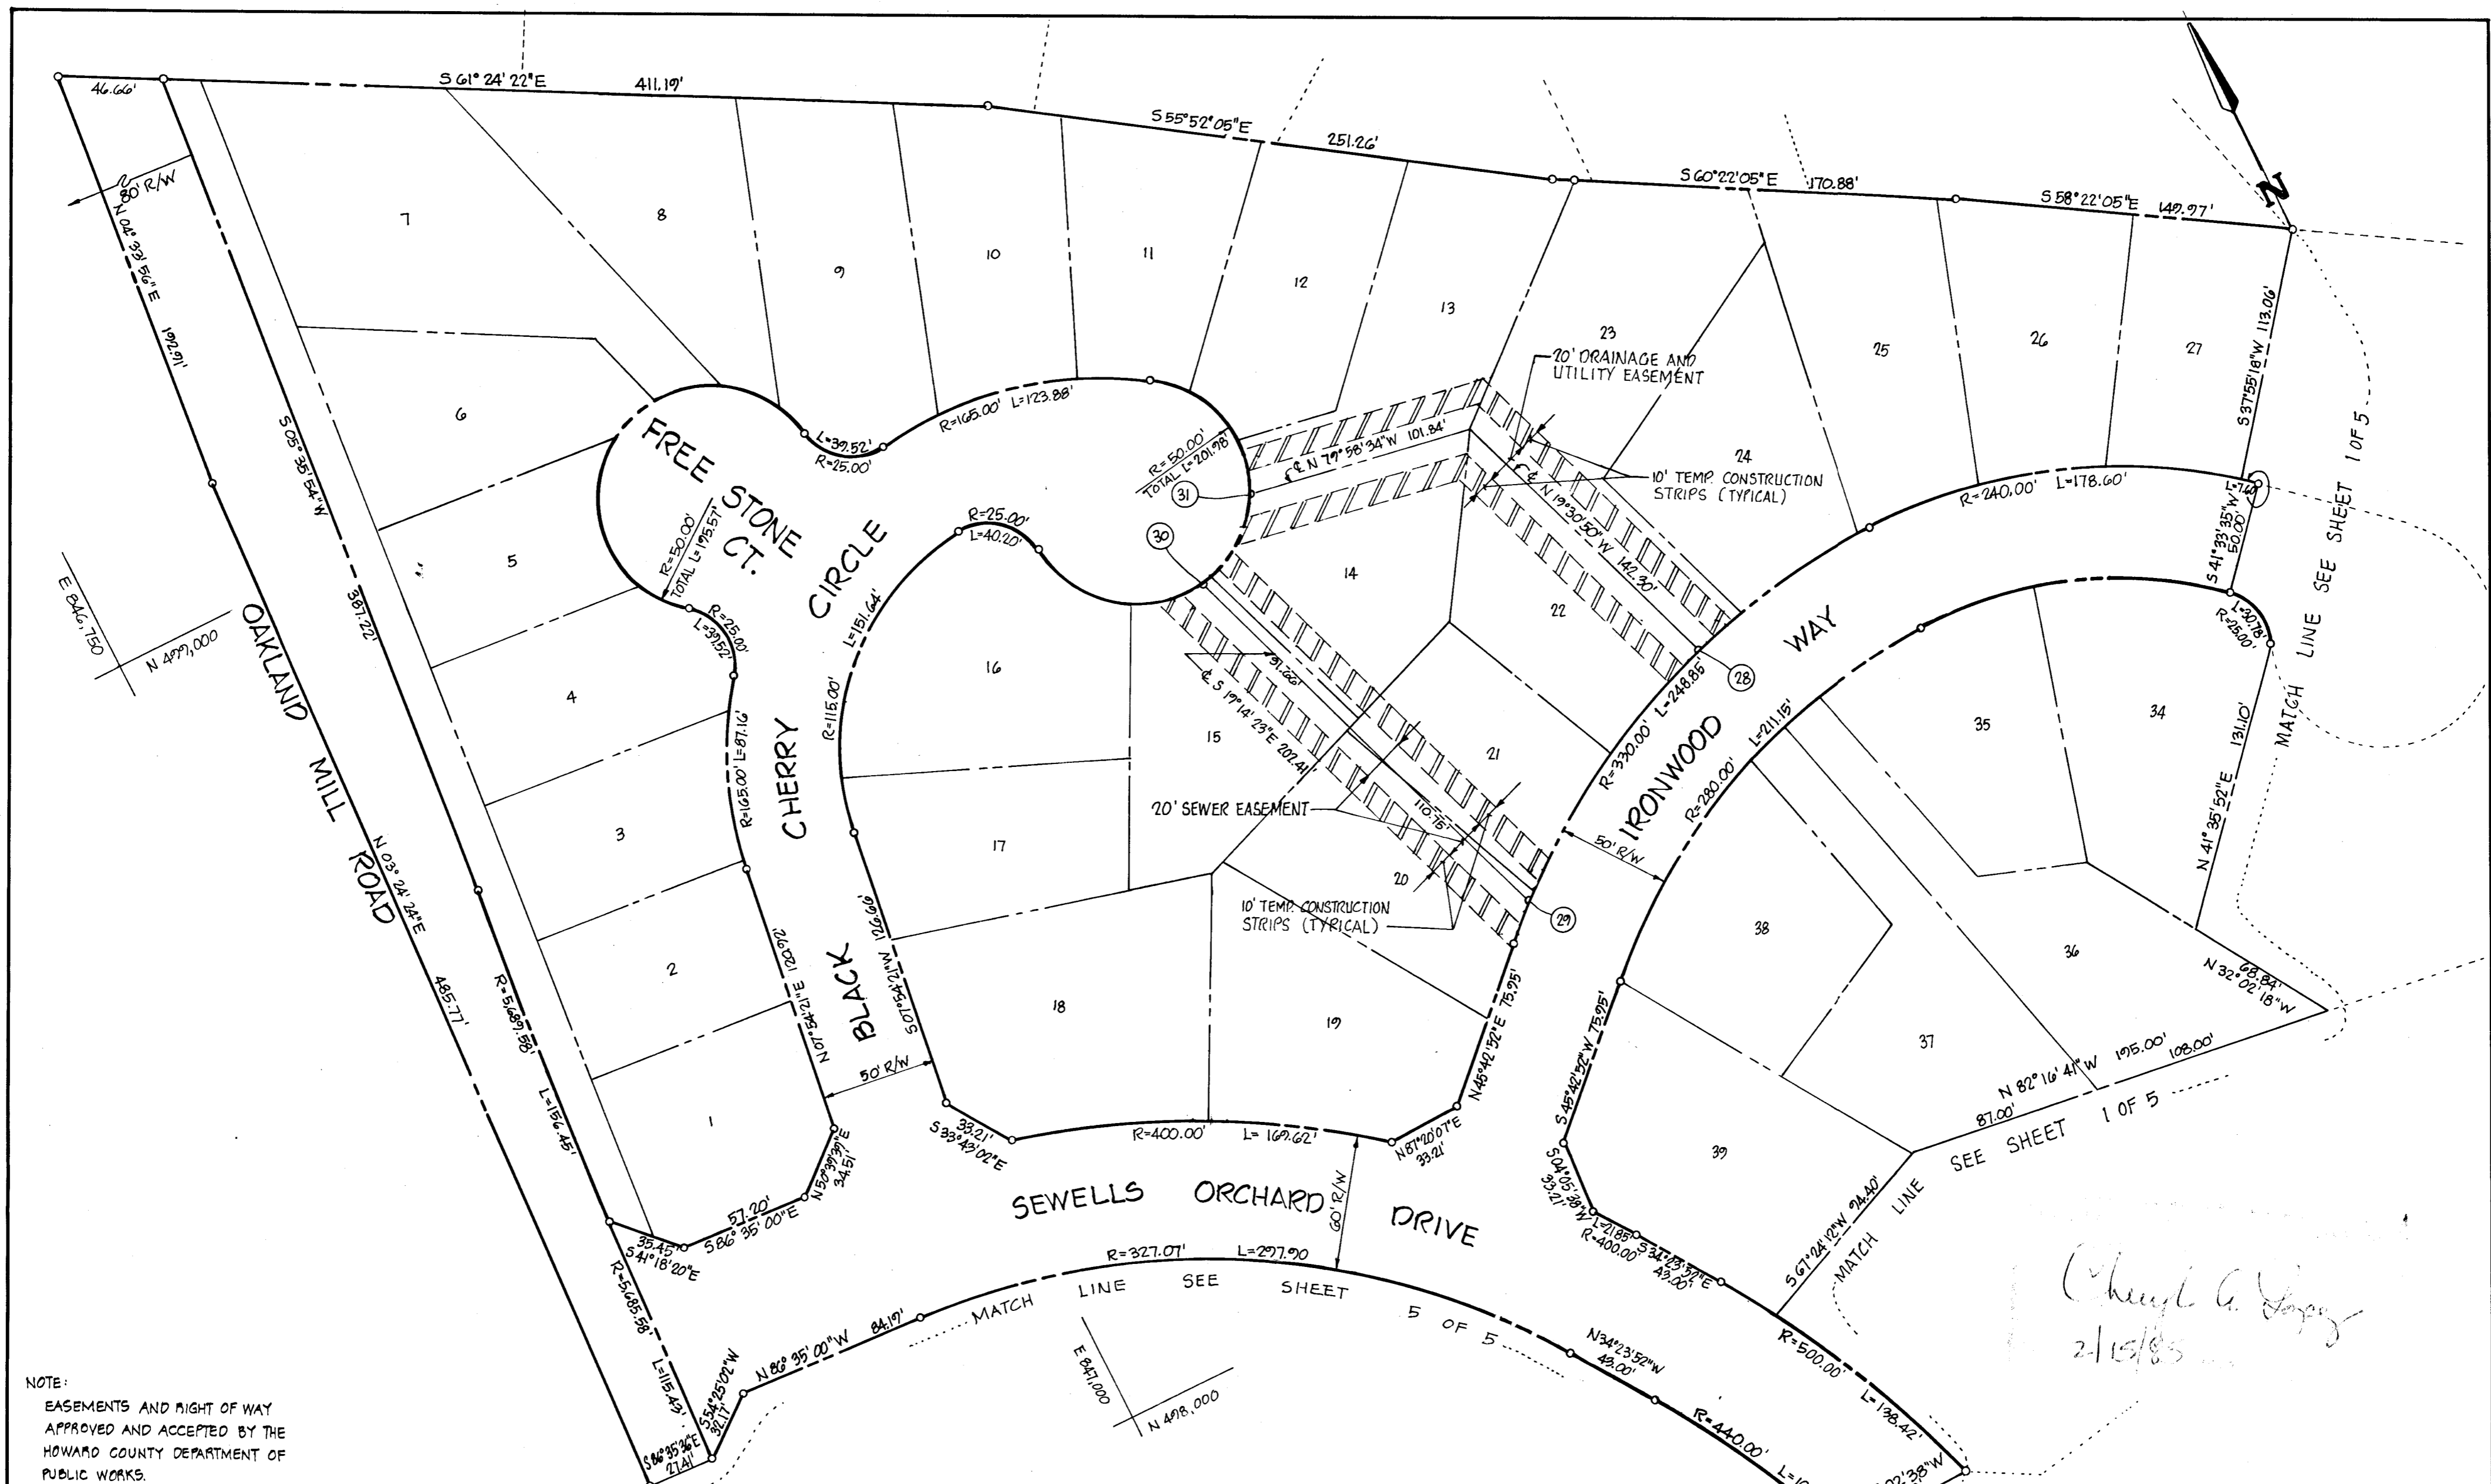 46.66'
S 61° 24' 22" E 411.19'
S 55° 52' 05" E 251.26'
S 60° 22' 05" E 170.88'
S 58° 22' 05" E 149.97'
N
80' R/W
N 04° 33' 56" E 192.91'
S 05° 35' 54" W 387.22'
7
8
9
10
11
12
13
23
20' DRAINAGE AND
UTILITY EASEMENT
25
26
27
S 37° 55' 18" W 113.06'
MATCH LINE SEE SHEET 1 OF 5
6
5
4
3
2
1
FREE STONE
CT.
R=50.00'
TOTAL L=195.57'
L=39.52'
R=25.00'
R=165.00' L=123.88'
R=50.00'
TOTAL L=201.98'
31
₵ N 79° 58' 34" W 101.84'
24
10' TEMP. CONSTRUCTION
STRIPS (TYPICAL)
₵ N 19° 30' 50" W 142.30'
R=240.00' L=178.60'
L=7.60'
S 41° 33' 35" W
50.00'
R=25.00'
L=40.20'
30
14
22
28
R=25.00'
L=39.52'
CIRCLE
CHERRY
BLACK
L=151.64'
R=115.00'
R=165.00' L=87.16'
16
15
17
91.66'
₵ S 19° 14' 23" E 202.41'
21
110.75'
20' SEWER EASEMENT
20
10' TEMP. CONSTRUCTION
STRIPS (TYPICAL)
29
R=330.00' L=248.85'
IRONWOOD WAY
50' R/W
R=280.00' L=211.15'
L=30.78'
R=25.00'
35
34
N 41° 35' 52" E 131.10'
38
36
37
68.84'
N 32° 02' 18" W
N 82° 16' 41" W 195.00'
87.00'
108.00'
MATCH LINE SEE SHEET 1 OF 5
E 846,750
N 499,000
OAKLAND MILL ROAD
N 03° 24' 24" E 485.77'
R=5,689.58' L=156.45'
N 07° 54' 21" E 120.92'
S 07° 54' 21" W 126.66'
50' R/W
18
19
N 45° 42' 52" E 75.95'
S 45° 42' 52" W 75.95'
39
33.21'
S 33° 43' 02" E
R=400.00' L=169.62'
N 87° 20' 07" E
33.21'
N 50° 39' 39" E
34.51'
57.20'
S 86° 35' 00" E
35.45'
S 41° 18' 20" E
SEWELLS ORCHARD DRIVE
60' R/W
S 04° 05' 38" W
33.21'
L=21.85'
R=400.00'
S 34° 23' 52" E
43.00'
S 67° 24' 12" W 94.40'
R=327.07' L=297.90
MATCH LINE SEE SHEET 5 OF 5
R=5,685.58' L=115.43'
N 86° 35' 00" W 84.19'
S 54° 25' 02" W
32.17'
S 86° 35' 36" E
27.41'
E 847,000
N 498,000
N 34° 23' 52" W
43.00'
R=500.00' L=138.42'
R=440.00'
02' 38" W
Cheryl A.
2/15/85
NOTE:
EASEMENTS AND RIGHT OF WAY
APPROVED AND ACCEPTED BY THE
HOWARD COUNTY DEPARTMENT OF
PUBLIC WORKS.